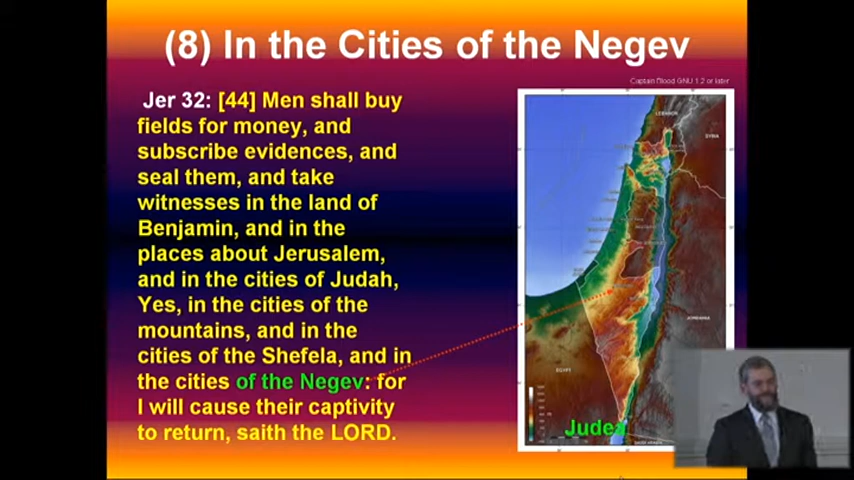 (8) In the Cities of the Negev
Captain Blood GNU 1.2 or later
Jer 32: [44] Men shall buy
fields for money, and
subscribe evidences, and
seal them, and take
witnesses in the land of
Benjamin, and in the
places about Jerusalem,
and in the cities of Judah,
Yes, in the cities of the
mountains, and in the
cities of the Shefela, and in
the cities of the Negev: for
I will cause their captivity
to return, saith the LORD.
LEBANON
SYRIA
EGYPT
Judea